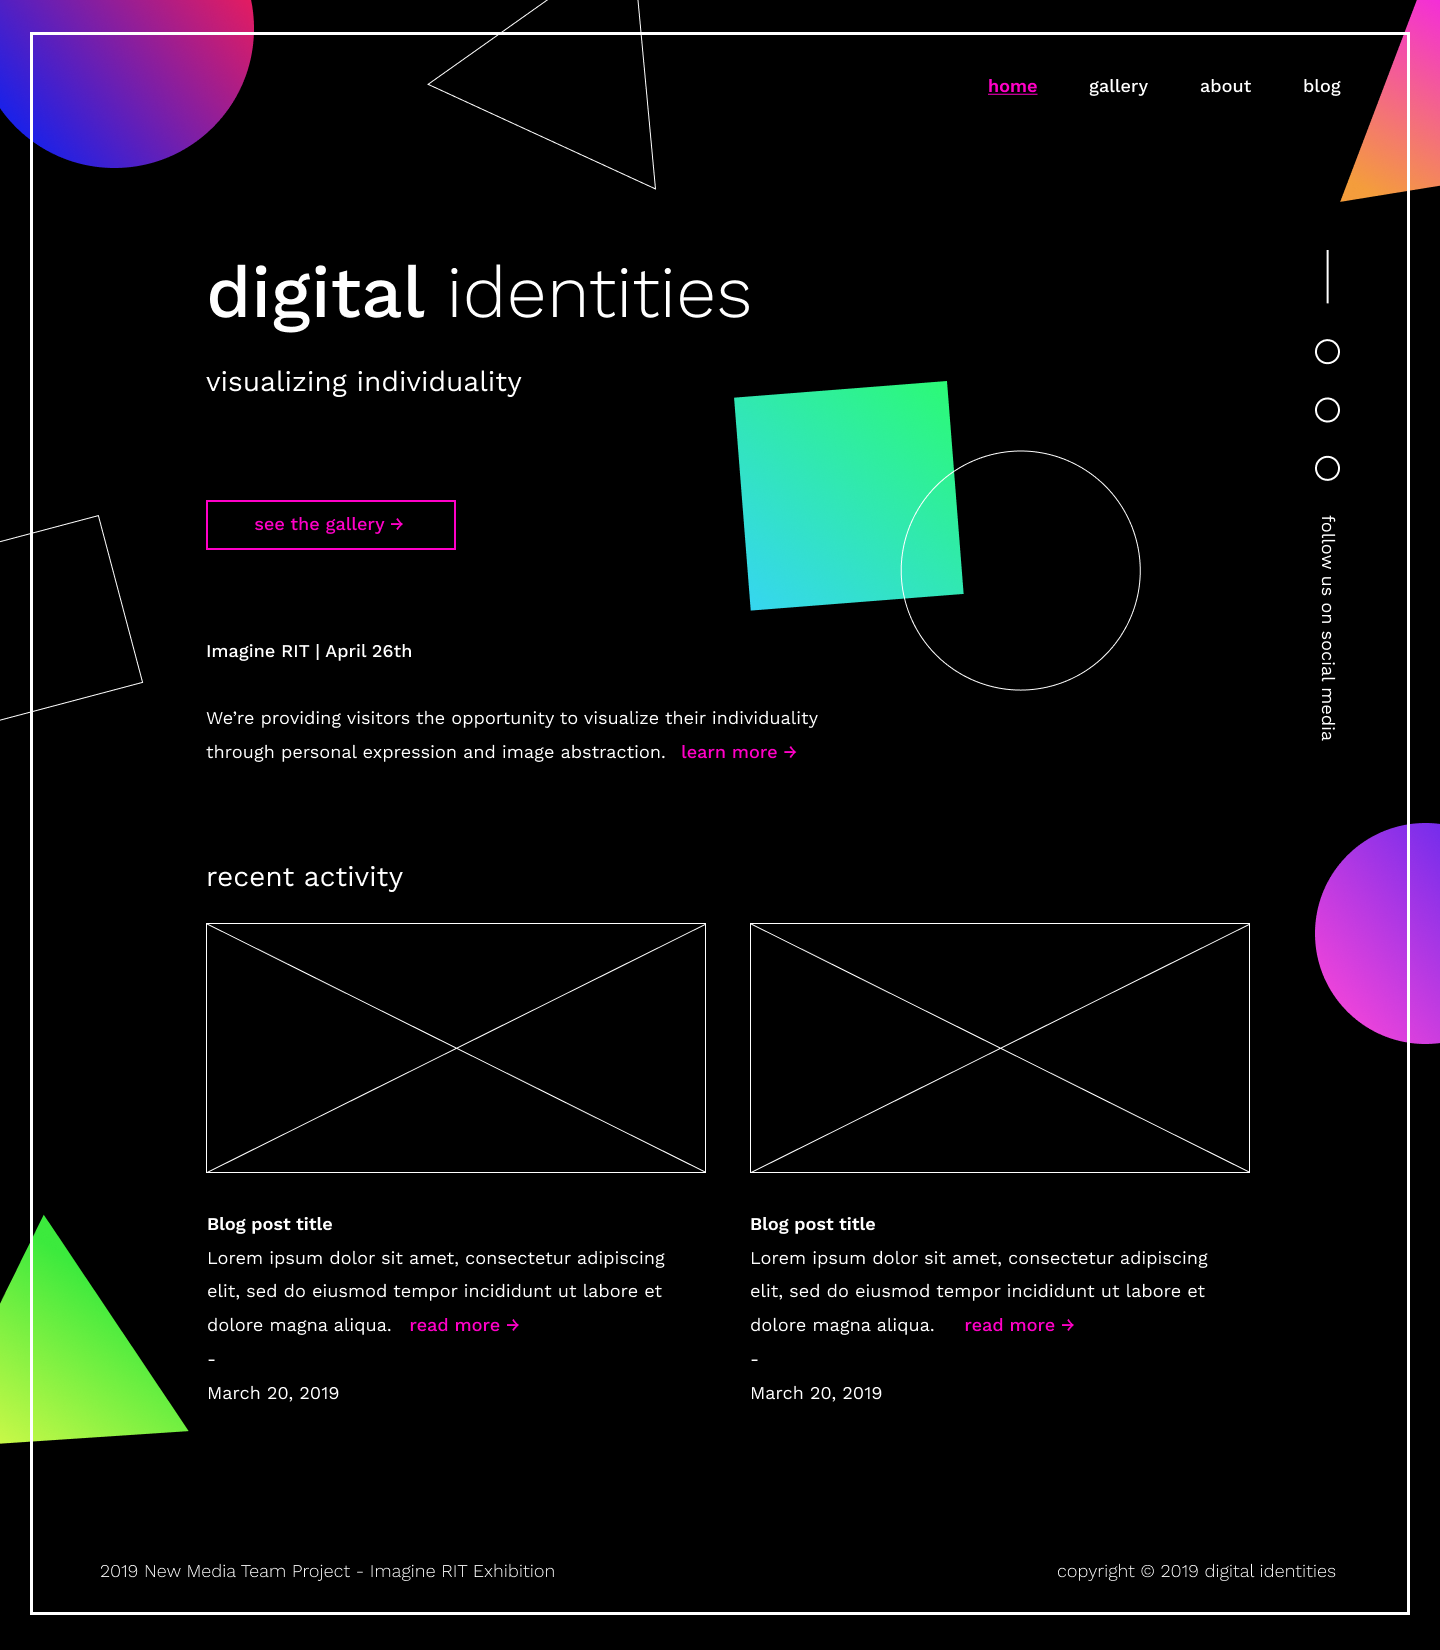 home gallery about blog
digital identities
visualizing individuality
see the gallery →
follow us on social media
Imagine RIT | April 26th
We’re providing visitors the opportunity to visualize their individuality
through personal expression and image abstraction. learn more →
recent activity
Blog post title
Lorem ipsum dolor sit amet, consectetur adipiscing
elit, sed do eiusmod tempor incididunt ut labore et
dolore magna aliqua. read more →
-
March 20, 2019
Blog post title
Lorem ipsum dolor sit amet, consectetur adipiscing
elit, sed do eiusmod tempor incididunt ut labore et
dolore magna aliqua. read more →
-
March 20, 2019
2019 New Media Team Project - Imagine RIT Exhibition
copyright © 2019 digital identities